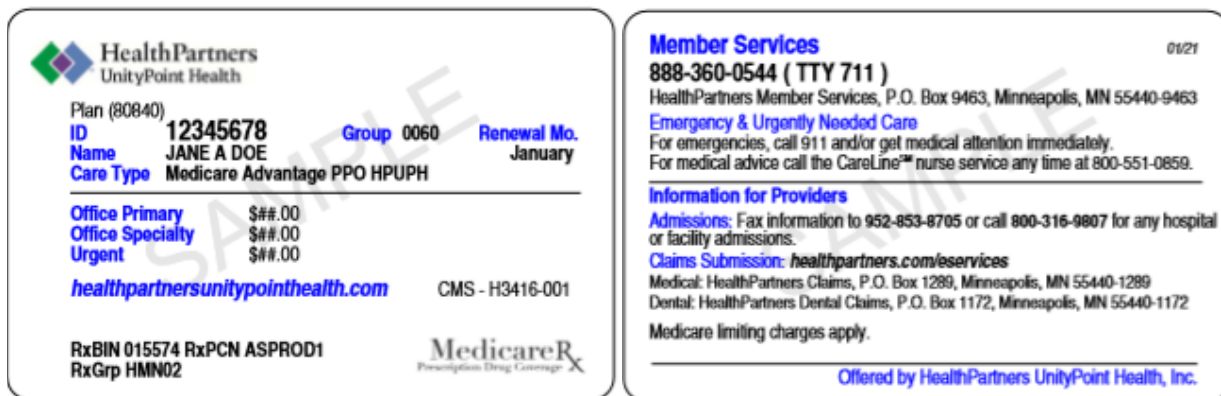 HealthPartners
UnityPoint Health
Plan (80840)
ID 12345678 Group 0060 Renewal Mo.
Name JANE A DOE January
Care Type Medicare Advantage PPO HPUPH
Office Primary $##.00
Office Specialty $##.00
Urgent $##.00
healthpartnersunitypointhealth.com CMS - H3416-001
RxBIN 015574 RxPCN ASPROD1
RxGrp HMN02
MedicareRx
Prescription Drug Coverage
SAMPLE
Member Services 01/21
888-360-0544 ( TTY 711 )
HealthPartners Member Services, P.O. Box 9463, Minneapolis, MN 55440-9463
Emergency & Urgently Needed Care
For emergencies, call 911 and/or get medical attention immediately.
For medical advice call the CareLine℠ nurse service any time at 800-551-0859.
Information for Providers
Admissions: Fax information to 952-853-8705 or call 800-316-9807 for any hospital
or facility admissions.
Claims Submission: healthpartners.com/eservices
Medical: HealthPartners Claims, P.O. Box 1289, Minneapolis, MN 55440-1289
Dental: HealthPartners Dental Claims, P.O. Box 1172, Minneapolis, MN 55440-1172
Medicare limiting charges apply.
Offered by HealthPartners UnityPoint Health, Inc.
SAMPLE